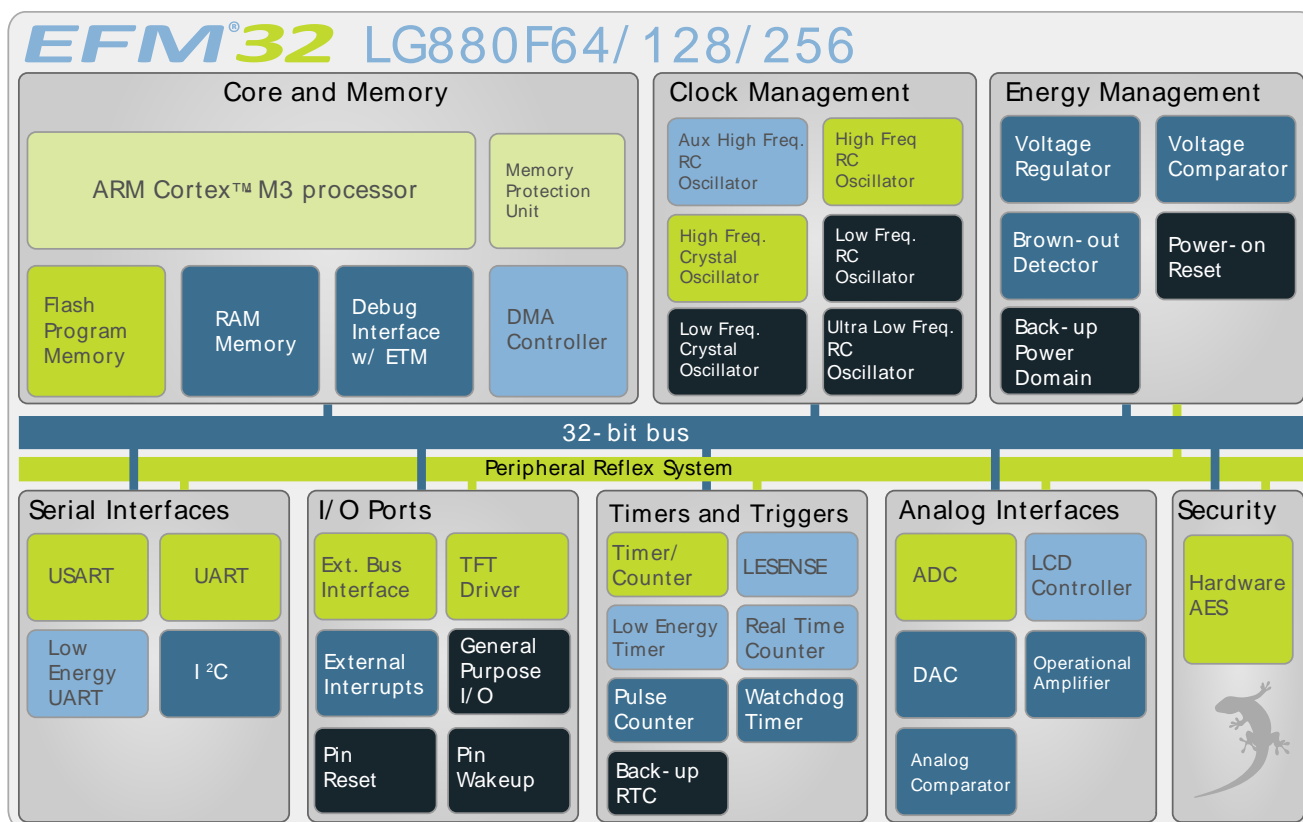 EFM®32 LG880F64/128/256
Core and Memory
ARM Cortex™ M3 processor
Memory
Protection
Unit
Flash
Program
Memory
RAM
Memory
Debug
Interface
w/ ETM
DMA
Controller
Clock Management
Aux High Freq.
RC
Oscillator
High Freq
RC
Oscillator
High Freq.
Crystal
Oscillator
Low Freq.
RC
Oscillator
Low Freq.
Crystal
Oscillator
Ultra Low Freq.
RC
Oscillator
Energy Management
Voltage
Regulator
Voltage
Comparator
Brown-out
Detector
Power-on
Reset
Back-up
Power
Domain
32-bit bus
Peripheral Reflex System
Serial Interfaces
USART
UART
Low
Energy
UART
I²C
I/O Ports
Ext. Bus
Interface
TFT
Driver
External
Interrupts
General
Purpose
I/O
Pin
Reset
Pin
Wakeup
Timers and Triggers
Timer/
Counter
LESENSE
Low Energy
Timer
Real Time
Counter
Pulse
Counter
Watchdog
Timer
Back-up
RTC
Analog Interfaces
ADC
LCD
Controller
DAC
Operational
Amplifier
Analog
Comparator
Security
Hardware
AES